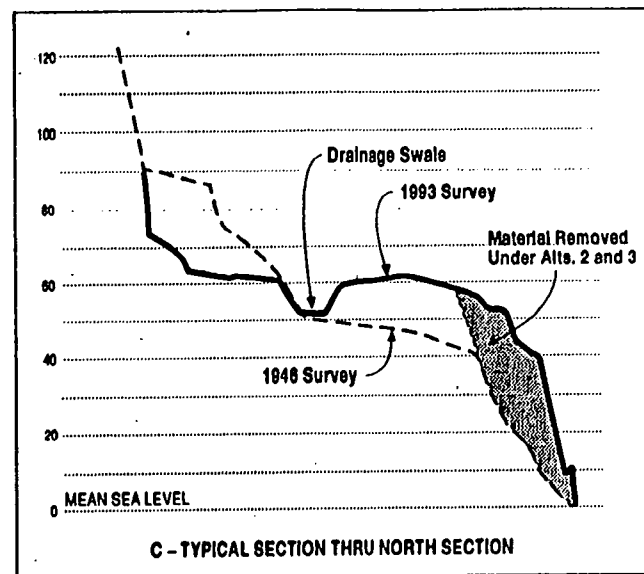 120
100
Drainage Swale
80
1993 Survey
Material Removed
Under Alts. 2 and 3
60
40
1946 Survey
20
MEAN SEA LEVEL
0
C – TYPICAL SECTION THRU NORTH SECTION